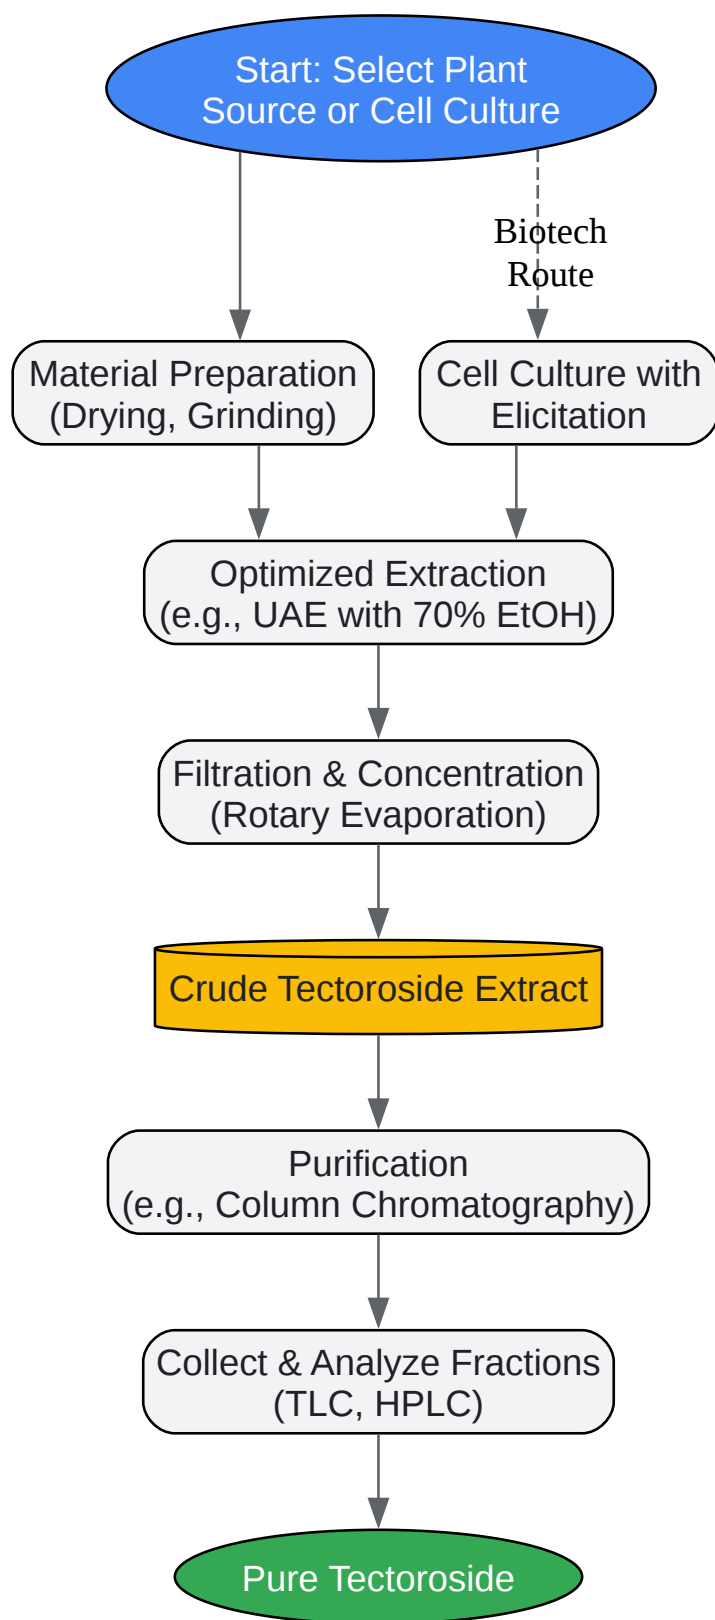 Start: Select Plant
Source or Cell Culture
Biotech
Route
Material Preparation
(Drying, Grinding)
Cell Culture with
Elicitation
Optimized Extraction
(e.g., UAE with 70% EtOH)
Filtration & Concentration
(Rotary Evaporation)
Crude Tectoroside Extract
Purification
(e.g., Column Chromatography)
Collect & Analyze Fractions
(TLC, HPLC)
Pure Tectoroside